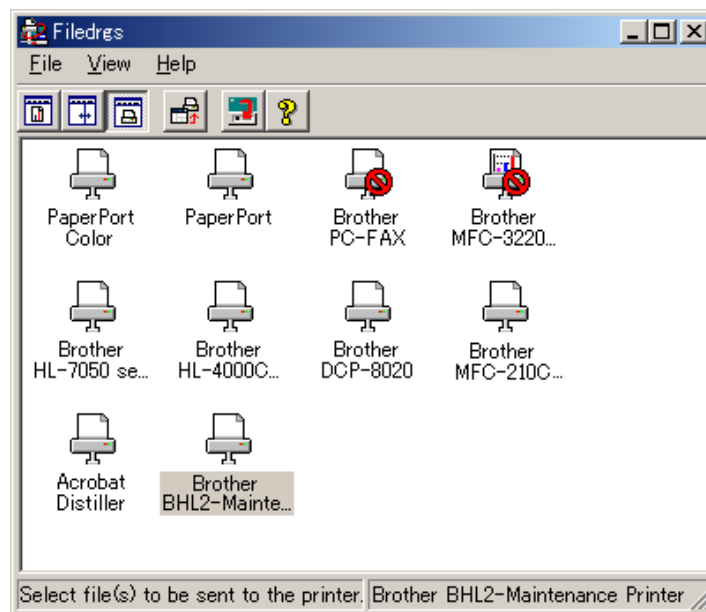 Filedrgs
File View Help
PaperPort Color
PaperPort
Brother PC-FAX
Brother MFC-3220...
Brother HL-7050 se...
Brother HL-4000C...
Brother DCP-8020
Brother MFC-210C...
Acrobat Distiller
Brother BHL2-Mainte...
Select file(s) to be sent to the printer. Brother BHL2-Maintenance Printer